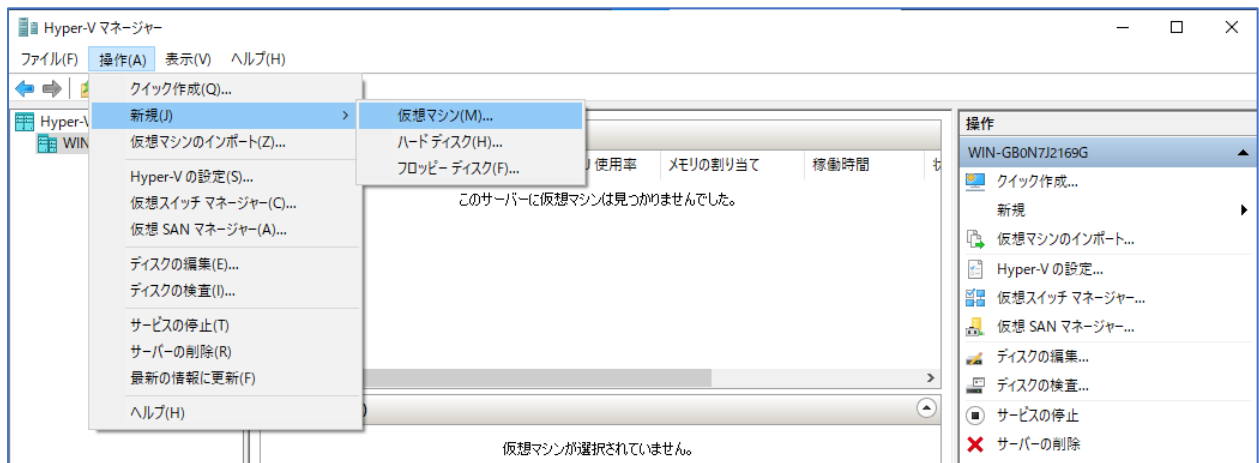 Hyper-V マネージャー
ファイル(F) 操作(A) 表示(V) ヘルプ(H)
クイック作成(Q)...
新規(J)
仮想マシンのインポート(Z)...
Hyper-V の設定(S)...
仮想スイッチ マネージャー(C)...
仮想 SAN マネージャー(A)...
ディスクの編集(E)...
ディスクの検査(I)...
サービスの停止(T)
サーバーの削除(R)
最新の情報に更新(F)
ヘルプ(H)
仮想マシン(M)...
ハード ディスク(H)...
フロッピー ディスク(F)...
Hyper-V
WIN
使用率 メモリの割り当て 稼働時間
このサーバーに仮想マシンは見つかりませんでした。
仮想マシンが選択されていません。
操作
WIN-GB0N7J2169G
クイック作成...
新規
仮想マシンのインポート...
Hyper-V の設定...
仮想スイッチ マネージャー...
仮想 SAN マネージャー...
ディスクの編集...
ディスクの検査...
サービスの停止
サーバーの削除